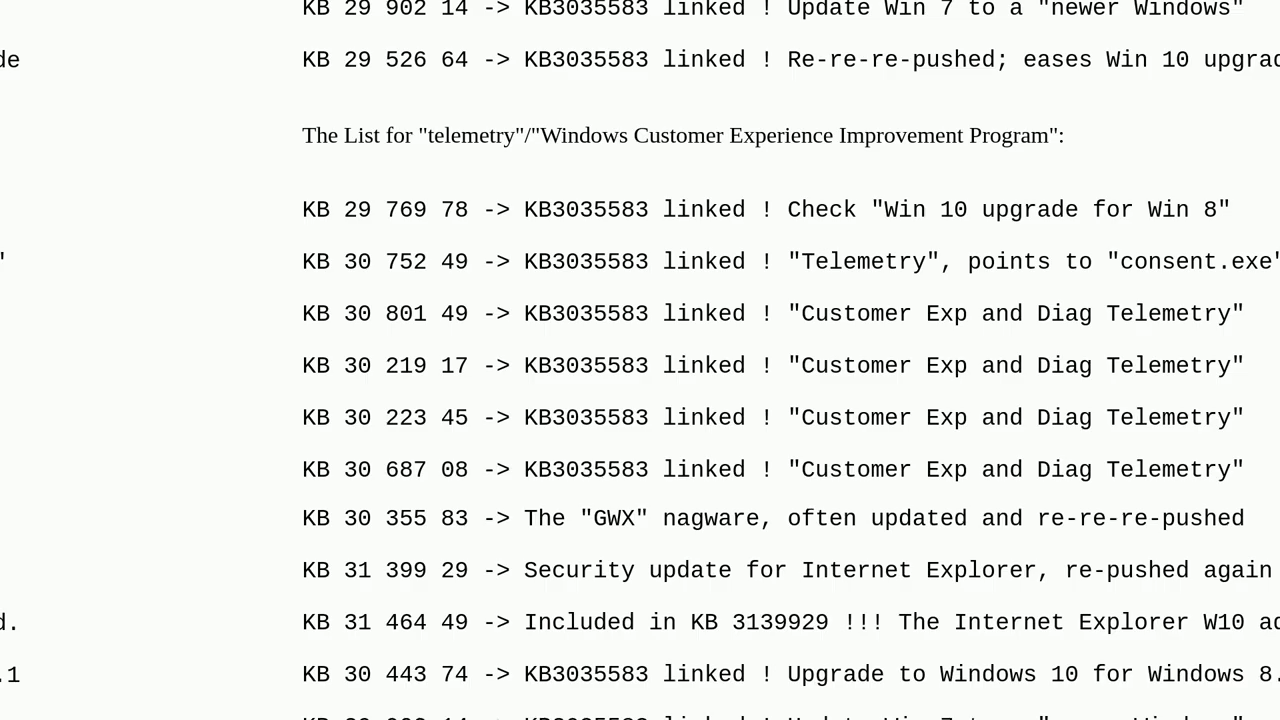 KB 29 902 14 -> KB3035583 linked ! Update Win 7 to a "newer Windows"
de KB 29 526 64 -> KB3035583 linked ! Re-re-re-pushed; eases Win 10 upgrad
The List for "telemetry"/"Windows Customer Experience Improvement Program":
KB 29 769 78 -> KB3035583 linked ! Check "Win 10 upgrade for Win 8"
" KB 30 752 49 -> KB3035583 linked ! "Telemetry", points to "consent.exe"
KB 30 801 49 -> KB3035583 linked ! "Customer Exp and Diag Telemetry"
KB 30 219 17 -> KB3035583 linked ! "Customer Exp and Diag Telemetry"
KB 30 223 45 -> KB3035583 linked ! "Customer Exp and Diag Telemetry"
KB 30 687 08 -> KB3035583 linked ! "Customer Exp and Diag Telemetry"
KB 30 355 83 -> The "GWX" nagware, often updated and re-re-re-pushed
KB 31 399 29 -> Security update for Internet Explorer, re-pushed again
d. KB 31 464 49 -> Included in KB 3139929 !!! The Internet Explorer W10 ad
.1 KB 30 443 74 -> KB3035583 linked ! Upgrade to Windows 10 for Windows 8.